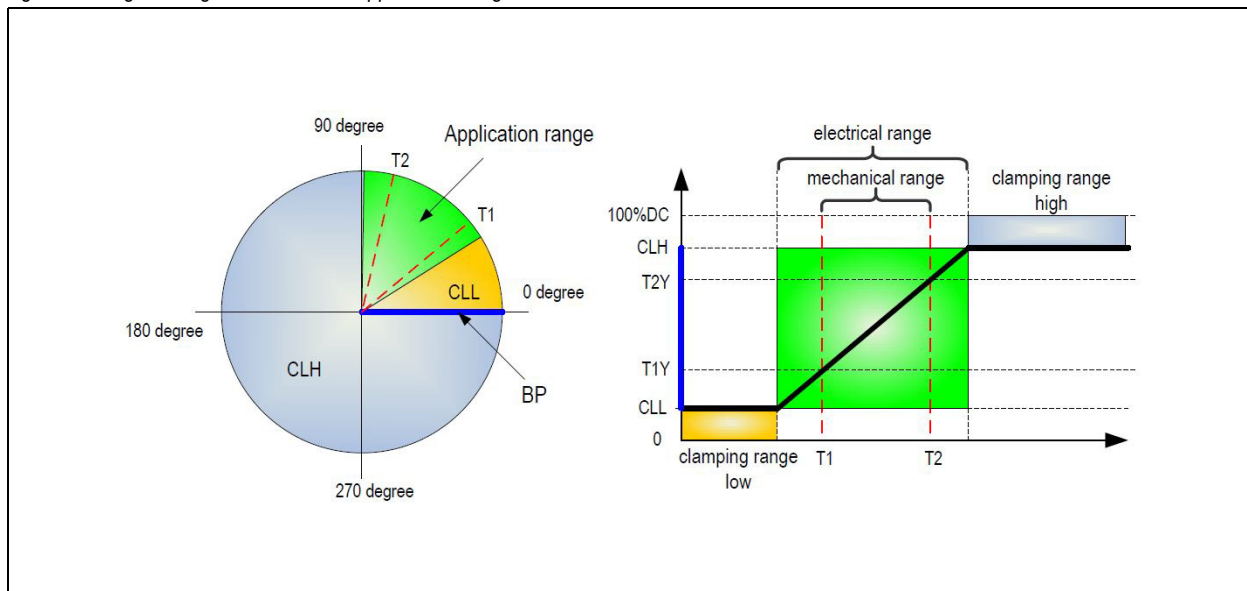 90 degree
Application range
T2
T1
CLL
0 degree
180 degree
CLH
BP
270 degree
electrical range
mechanical range
clamping range
high
100%DC
CLH
T2Y
T1Y
CLL
0
clamping range
low
T1
T2